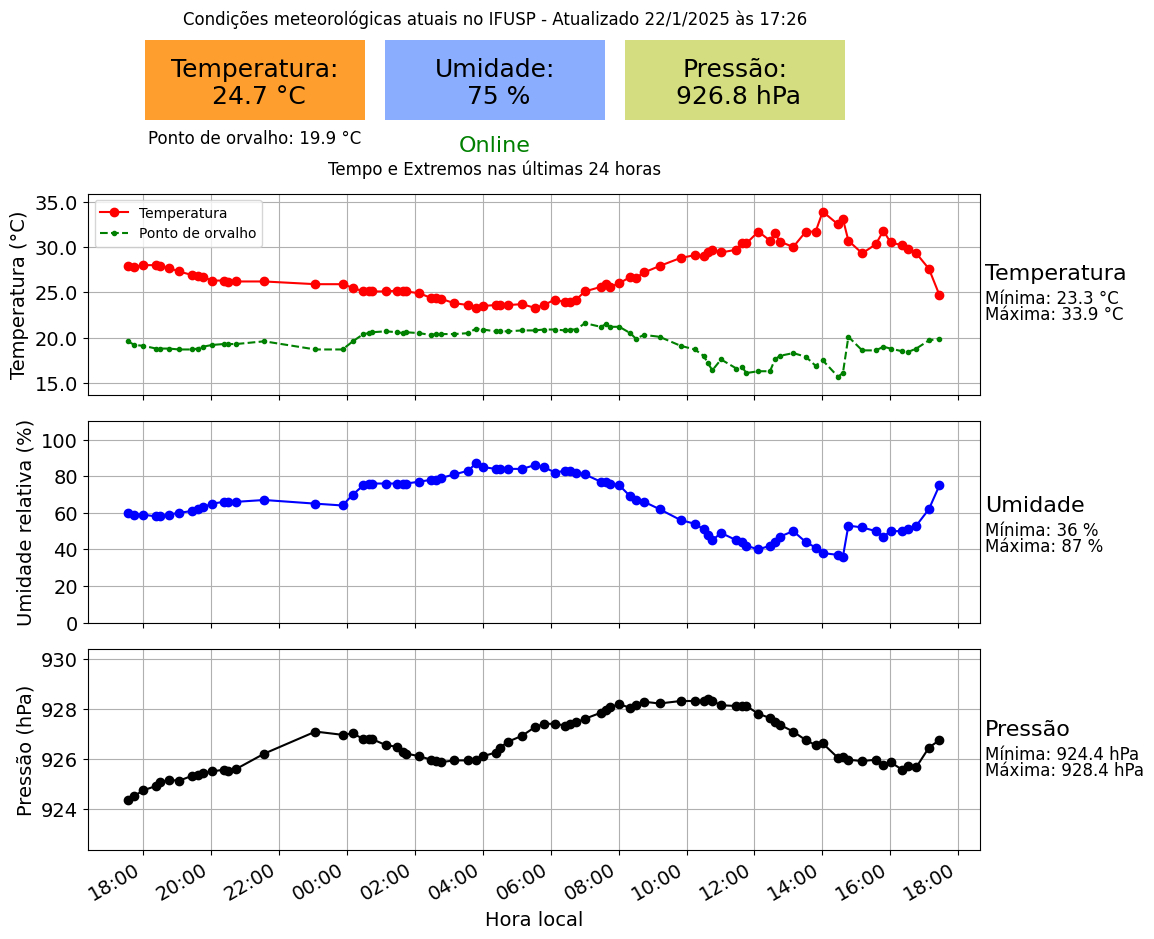 Condições meteorológicas atuais no IFUSP - Atualizado 22/1/2025 às 17:26
Temperatura:
24.7 °C
Umidade:
75 %
Pressão:
926.8 hPa
Ponto de orvalho: 19.9 °C
Online
Tempo e Extremos nas últimas 24 horas
Temperatura (°C)
35.0
30.0
25.0
20.0
15.0
Temperatura
Ponto de orvalho
Temperatura
Mínima: 23.3 °C
Máxima: 33.9 °C
Umidade relativa (%)
100
80
60
40
20
0
Umidade
Mínima: 36 %
Máxima: 87 %
Pressão (hPa)
930
928
926
924
Pressão
Mínima: 924.4 hPa
Máxima: 928.4 hPa
18:00
20:00
22:00
00:00
02:00
04:00
06:00
08:00
10:00
12:00
14:00
16:00
18:00
Hora local